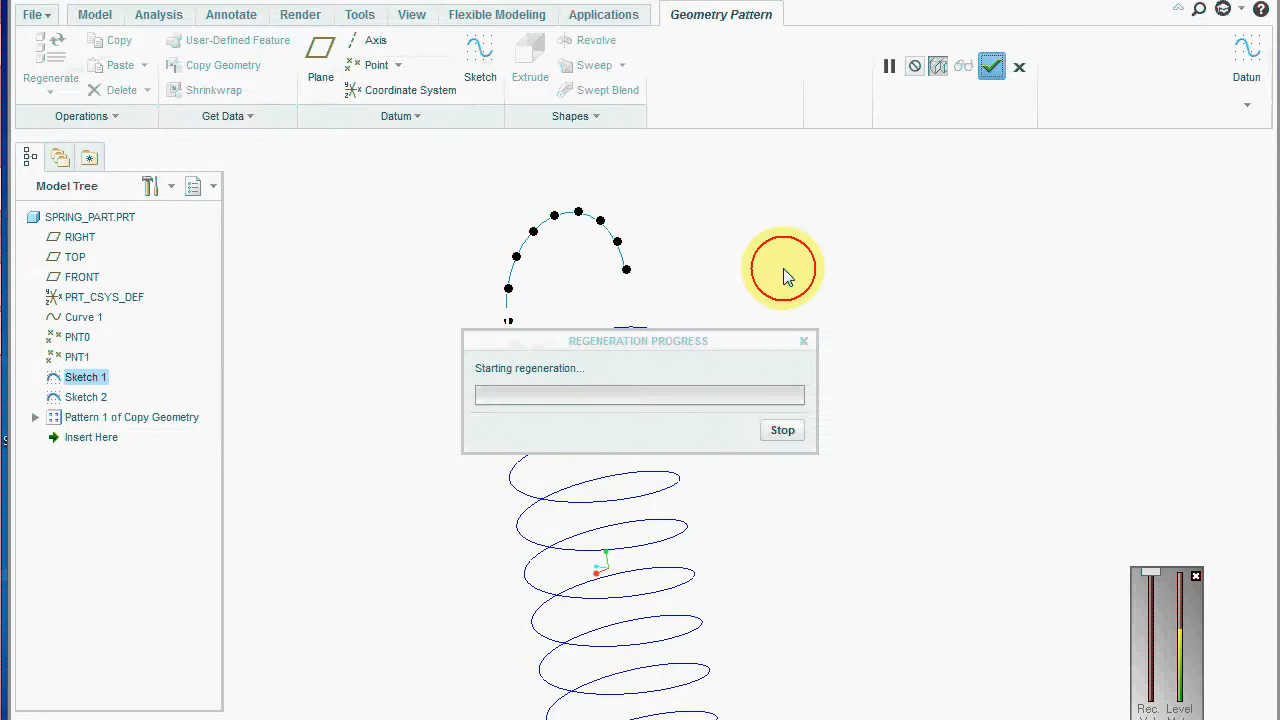 File Model Analysis Annotate Render Tools View Flexible Modeling Applications Geometry Pattern
Regenerate
Copy
Paste
Delete
User-Defined Feature
Copy Geometry
Shrinkwrap
Plane
Axis
Point
Coordinate System
Sketch
Extrude
Revolve
Sweep
Swept Blend
Datun
Operations Get Data Datum Shapes
Model Tree
SPRING_PART.PRT
RIGHT
TOP
FRONT
PRT_CSYS_DEF
Curve 1
PNT0
PNT1
Sketch 1
Sketch 2
Pattern 1 of Copy Geometry
Insert Here
REGENERATION PROGRESS
Starting regeneration...
Stop
Rec. Level